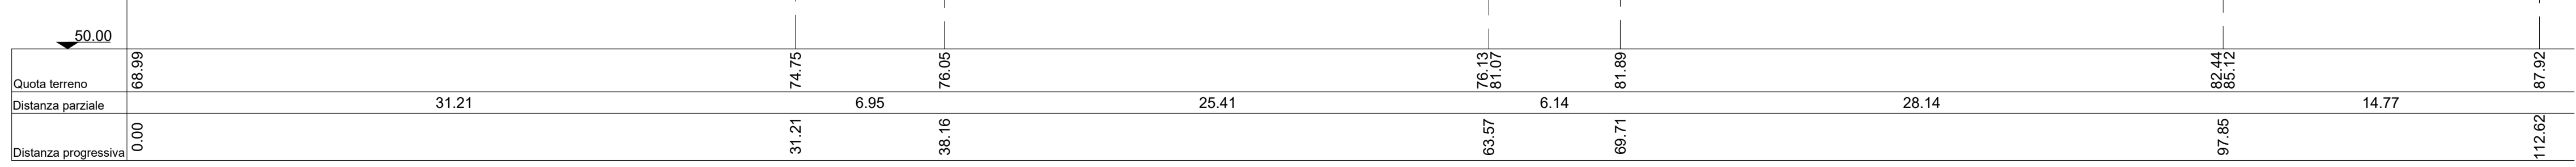 50.00
Quota terreno 68.99 74.75 76.05 76.13 81.07 81.89 82.44 85.12 87.92
Distanza parziale 31.21 6.95 25.41 6.14 28.14 14.77
Distanza progressiva 0.00 31.21 38.16 63.57 69.71 97.85 112.62